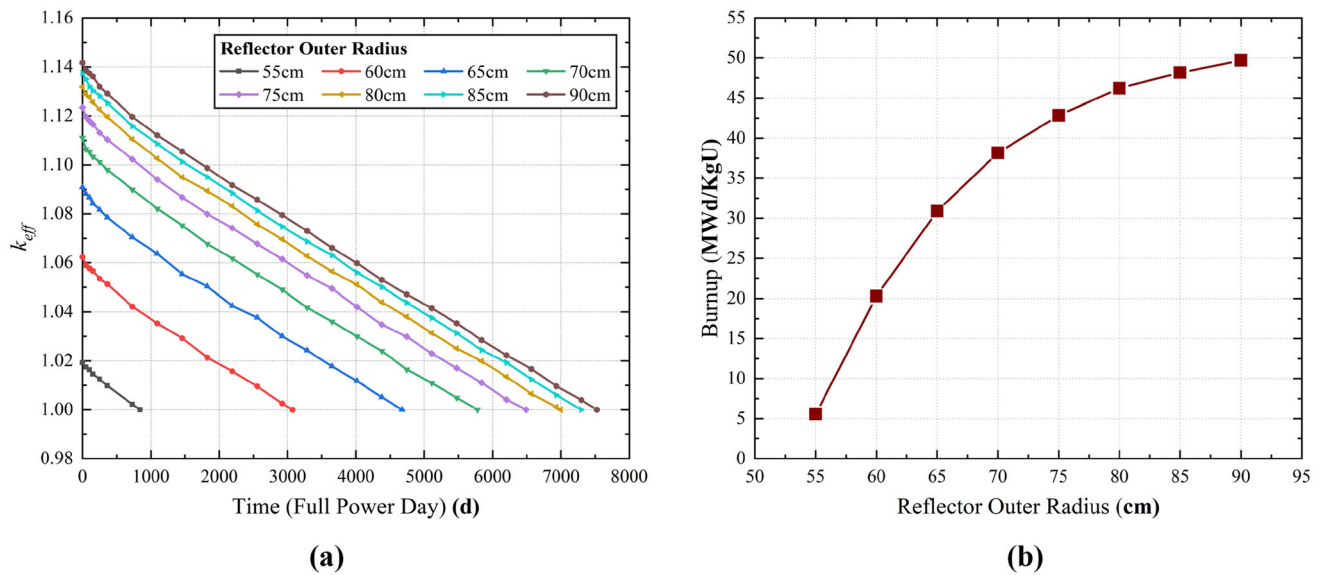 1.16
1.14
1.12
1.10
1.08
1.06
1.04
1.02
1.00
0.98
k_eff
Reflector Outer Radius
55cm 60cm 65cm 70cm
75cm 80cm 85cm 90cm
0 1000 2000 3000 4000 5000 6000 7000 8000
Time (Full Power Day) (d)
(a)
55
50
45
40
35
30
25
20
15
10
5
0
Burnup (MWd/KgU)
50 55 60 65 70 75 80 85 90 95
Reflector Outer Radius (cm)
(b)